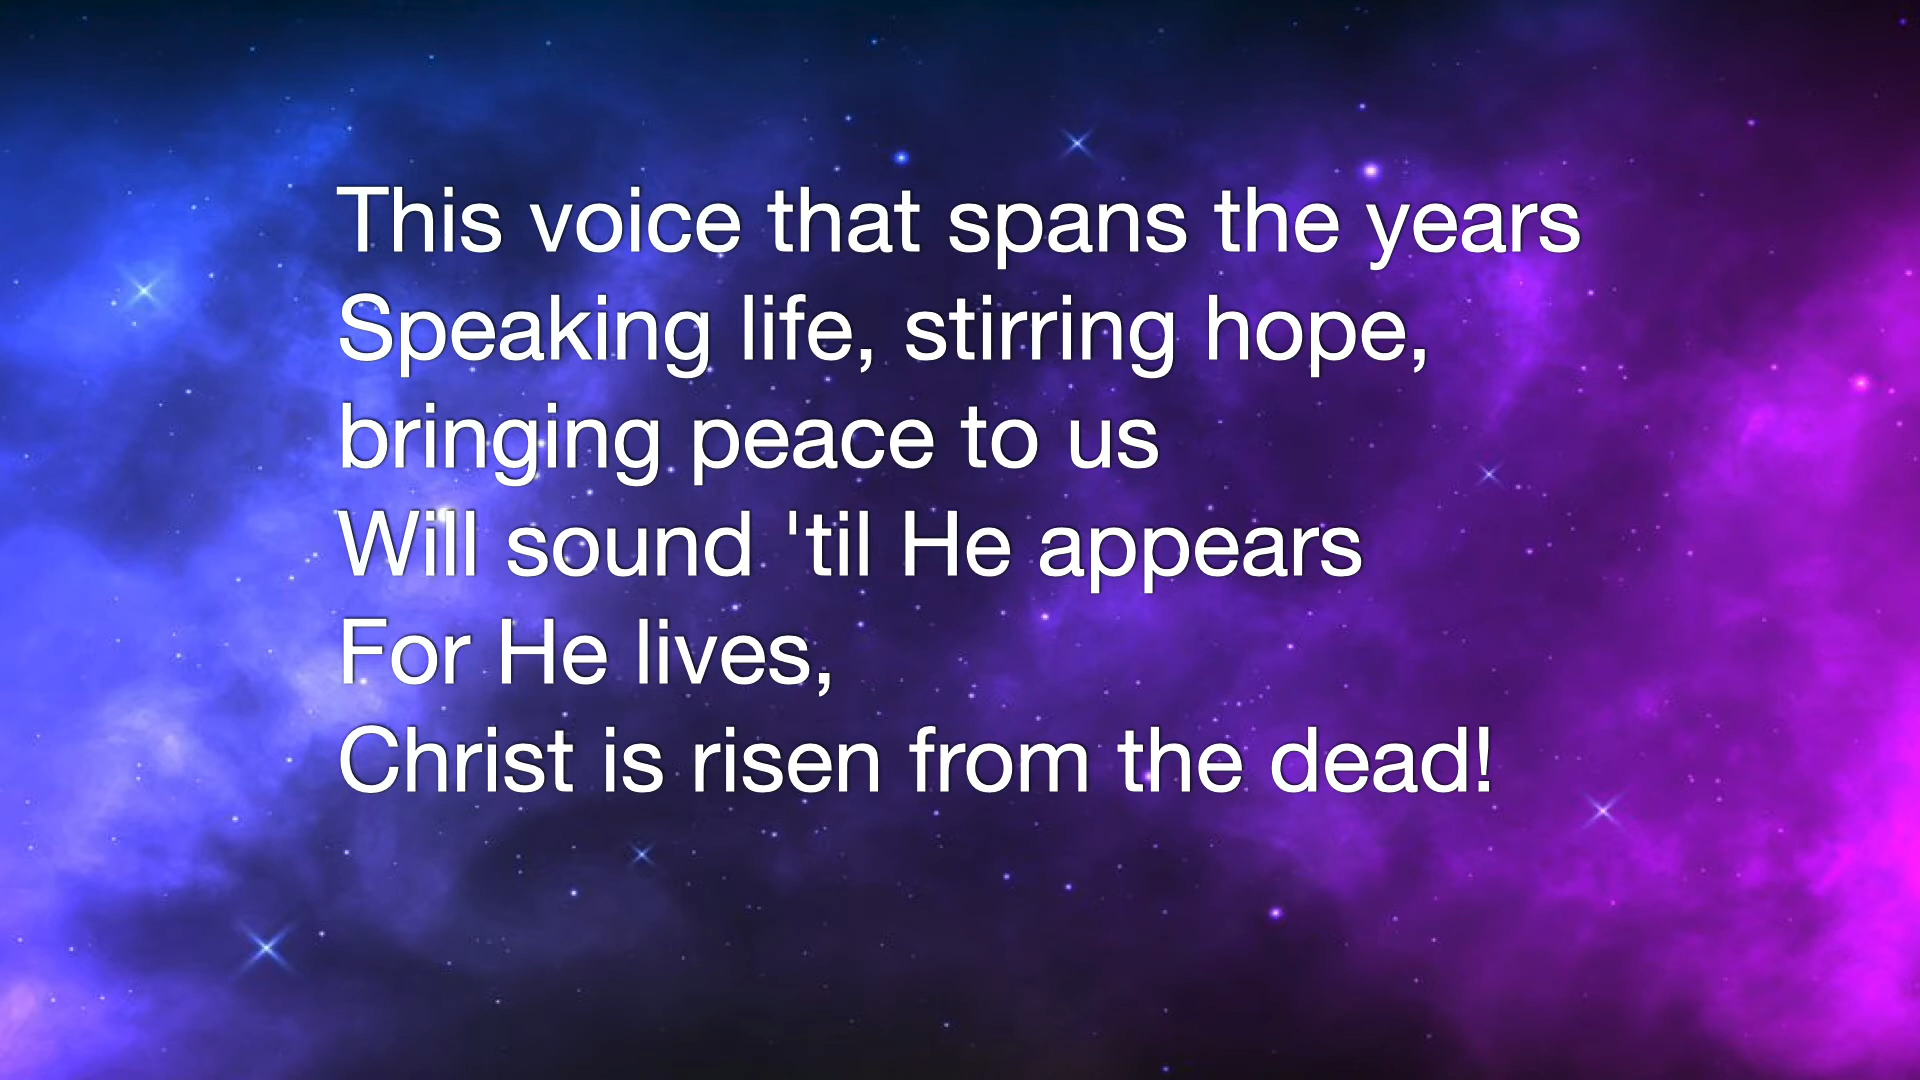 This voice that spans the years
Speaking life, stirring hope,
bringing peace to us
Will sound 'til He appears
For He lives,
Christ is risen from the dead!